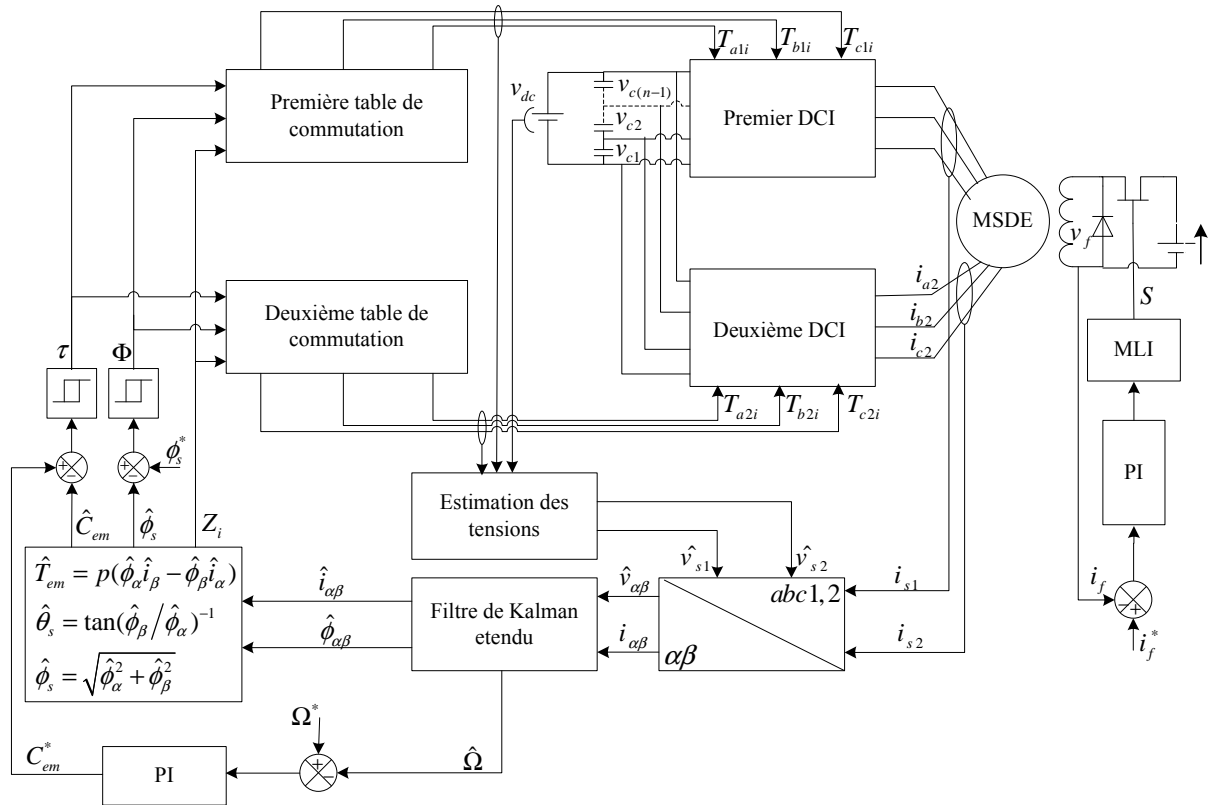 T_{a1i}
T_{b1i}
T_{c1i}
Première table de
commutation
v_{dc}
v_{c(n-1)}
v_{c2}
v_{c1}
Premier DCI
MSDE
v_f
Deuxième table de
commutation
Deuxième DCI
i_{a2}
i_{b2}
i_{c2}
S
MLI
τ
Φ
T_{a2i}
T_{b2i}
T_{c2i}
+
-
+
-
φ_s^*
PI
Estimation des
tensions
Ĉ_{em}
φ̂_s
Z_i
v̂_{s1}
v̂_{s2}
T̂_{em} = p(φ̂_α î_β − φ̂_β î_α)
θ̂_s = tan(φ̂_β/φ̂_α)^{-1}
φ̂_s = √(φ̂_α^2 + φ̂_β^2)
î_{αβ}
φ̂_{αβ}
Filtre de Kalman
etendu
v̂_{αβ}
i_{αβ}
abc1,2
αβ
i_{s1}
i_{s2}
i_f
-
+
i_f^*
C_{em}^*
PI
Ω^*
+
-
Ω̂